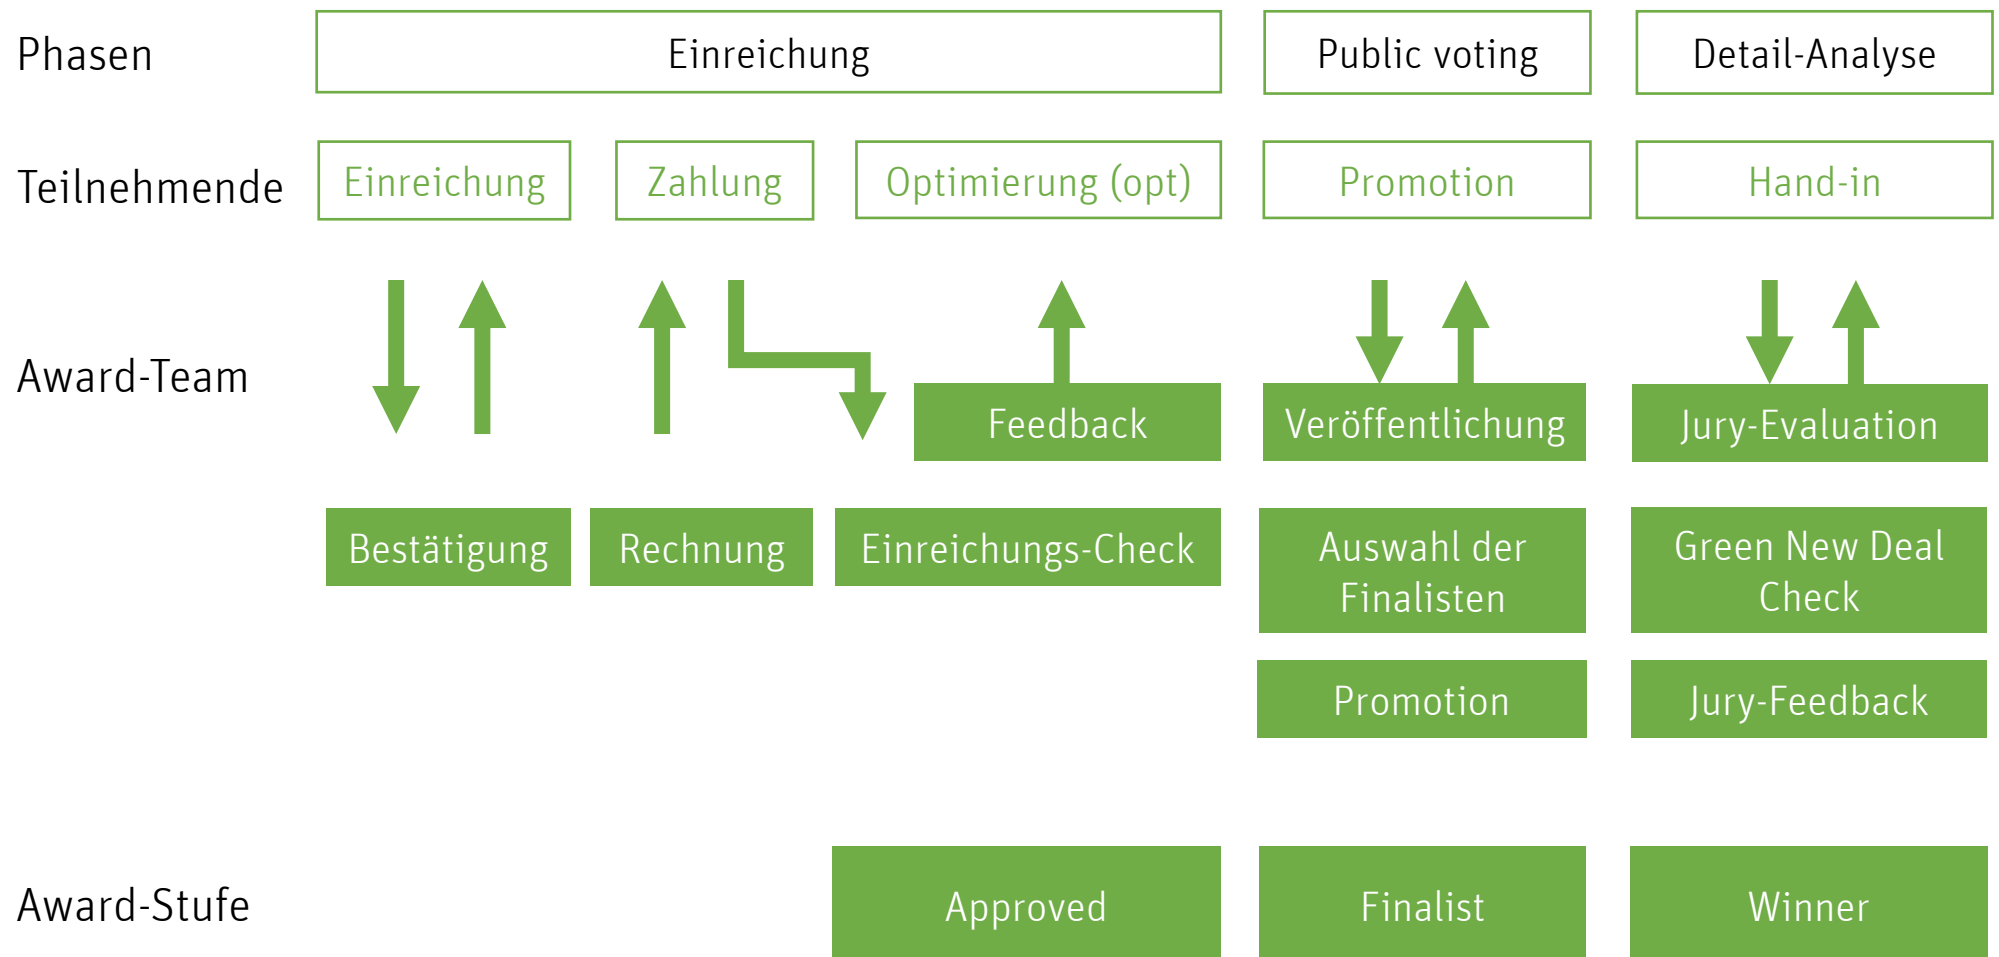 Phasen
Einreichung
Public voting
Detail-Analyse
Teilnehmende
Einreichung
Zahlung
Optimierung (opt)
Promotion
Hand-in
Award-Team
Feedback
Veröffentlichung
Jury-Evaluation
Bestätigung
Rechnung
Einreichungs-Check
Auswahl der
Finalisten
Green New Deal
Check
Promotion
Jury-Feedback
Award-Stufe
Approved
Finalist
Winner